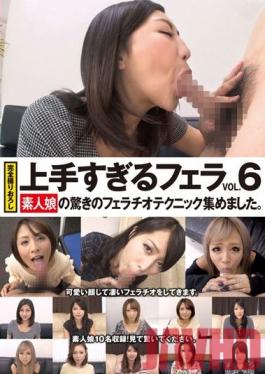 完全撮りおろし
上手すぎるフェラ VOL.6
素人娘の驚きのフェラチオテクニック集めました。
可愛い顔して凄いフェラチオをしてきます
素人娘10名収録!見て驚いてください。